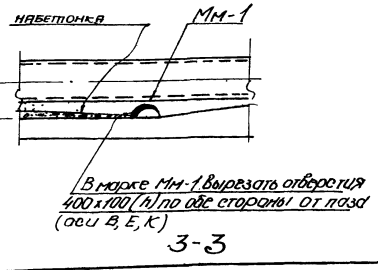 набетонка
Мм-1
В марке Мм-1 вырезать отверстия
400х100(h) по обе стороны от паза
(оси В, Е, К)
3-3